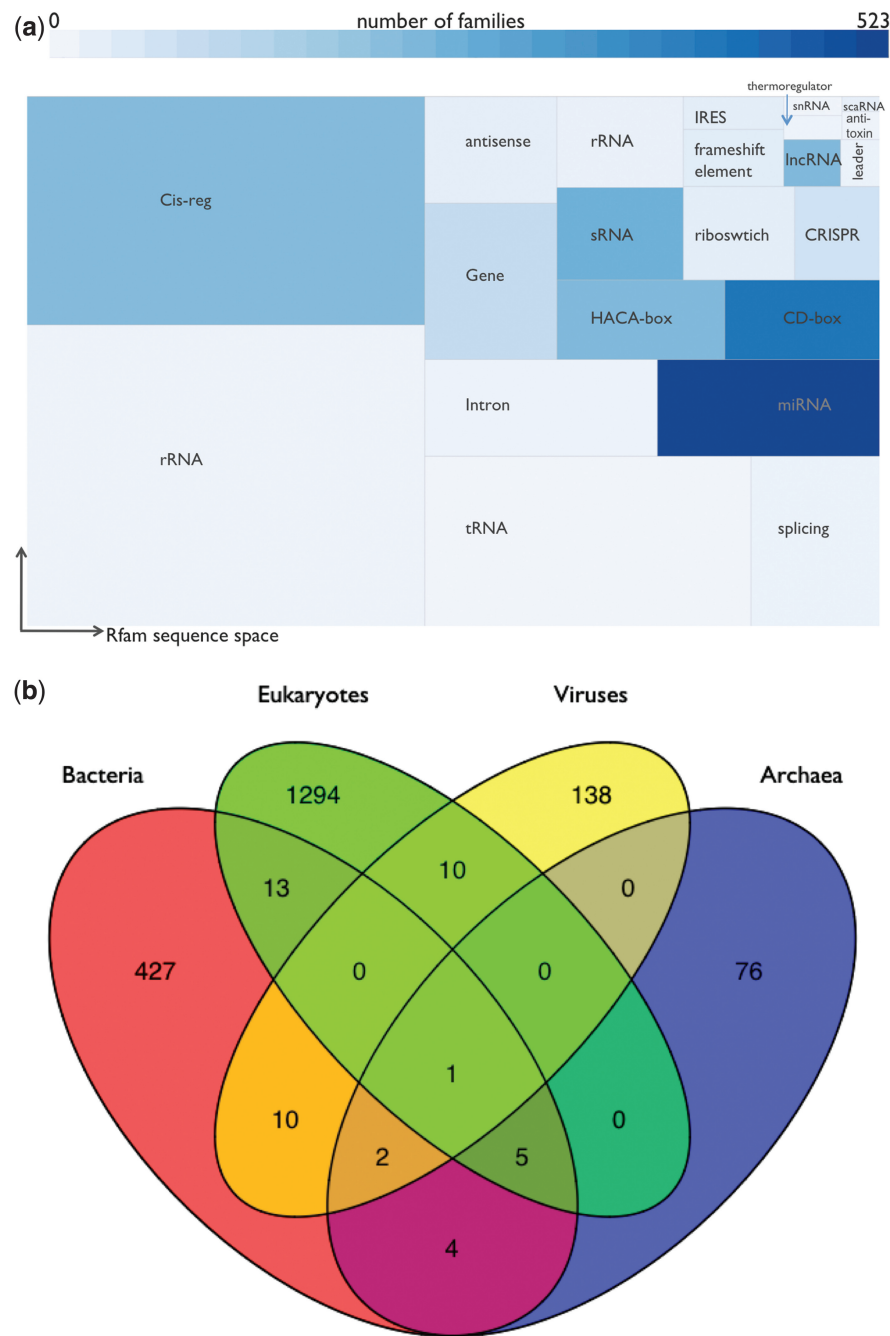 (a) 0 number of families 523
thermoregulator
snRNA scaRNA
IRES
anti-
toxin
antisense rRNA
frameshift
element
lncRNA
leader
Cis-reg
sRNA riboswtich CRISPR
Gene
HACA-box CD-box
Intron miRNA
rRNA
tRNA splicing
Rfam sequence space
(b)
Eukaryotes Viruses
Bacteria Archaea
1294 138
10
13 0
427 0 0 76
1
10 0
2 5
4